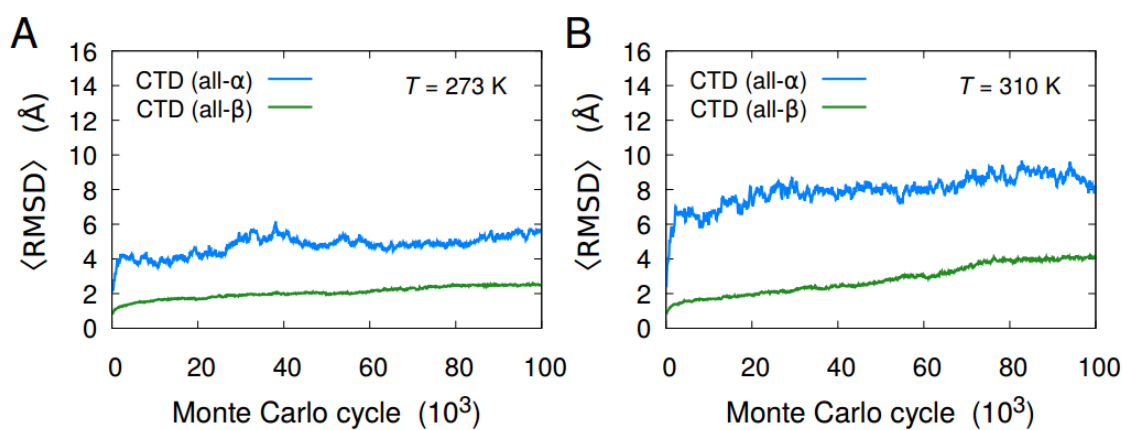 A
16
14
12
10
8
6
4
2
0
⟨RMSD⟩ (Å)
CTD (all-α)
CTD (all-β)
T = 273 K
0 20 40 60 80 100
Monte Carlo cycle (10³)
B
16
14
12
10
8
6
4
2
0
⟨RMSD⟩ (Å)
CTD (all-α)
CTD (all-β)
T = 310 K
0 20 40 60 80 100
Monte Carlo cycle (10³)